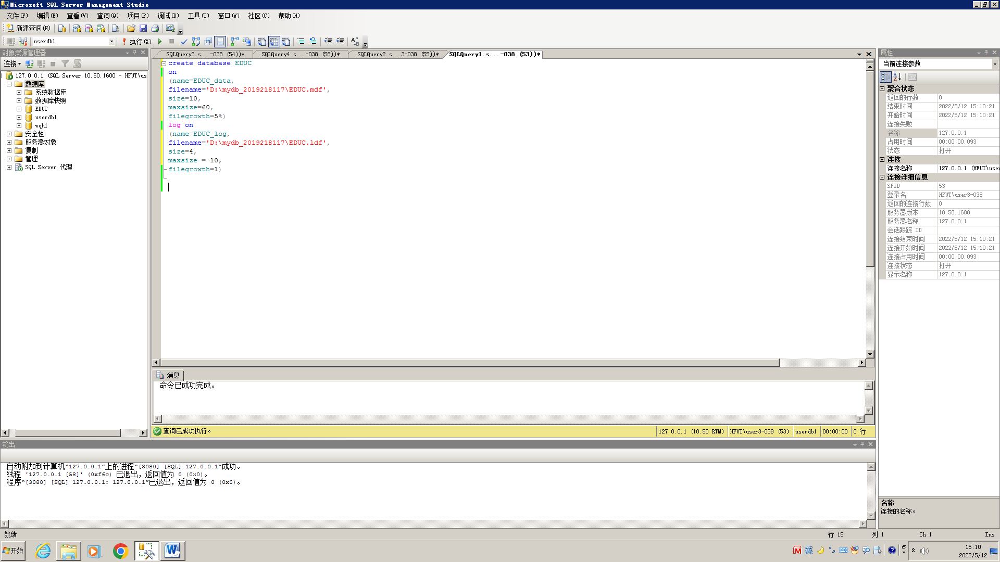 Microsoft SQL Server Management Studio
文件(F) 编辑(E) 查看(V) 查询(Q) 项目(P) 调试(D) 工具(T) 窗口(W) 社区(C) 帮助(H)
新建查询(N)
userdb1 执行(X)
对象资源管理器
连接
127.0.0.1 (SQL Server 10.50.1600 - HFUT\us
数据库
系统数据库
数据库快照
EDUC
userdb1
wqh1
安全性
服务器对象
复制
管理
SQL Server 代理
SQLQuery3.s...-038 (54))* SQLQuery4.s...-038 (58))* SQLQuery2.s...3-038 (55))* SQLQuery1.s...-038 (53))*
create database EDUC
on
(name=EDUC_data,
filename='D:\mydb_2019218117\EDUC.mdf',
size=10,
maxsize=60,
filegrowth=5%)
log on
(name=EDUC_log,
filename='D:\mydb_2019218117\EDUC.ldf',
size=4,
maxsize = 10,
filegrowth=1)
消息
命令已成功完成。
查询已成功执行。 127.0.0.1 (10.50 RTM) HFUT\user3-038 (53) userdb1 00:00:00 0 行
属性
当前连接参数
聚合状态
返回的行数 0
结束时间 2022/5/12 15:10:21
开始时间 2022/5/12 15:10:21
连接失败
名称 127.0.0.1
占用时间 00:00:00.093
状态 打开
连接
连接名称 127.0.0.1 (HFUT\use
连接详细信息
SPID 53
登录名 HFUT\user3-038
返回的连接行数 0
服务器版本 10.50.1600
服务器名称 127.0.0.1
会话跟踪 ID
连接结束时间 2022/5/12 15:10:21
连接开始时间 2022/5/12 15:10:21
连接占用时间 00:00:00.093
连接状态 打开
显示名称 127.0.0.1
名称
连接的名称。
输出
自动附加到计算机“127.0.0.1”上的进程“[3080] [SQL] 127.0.0.1”成功。
线程 '127.0.0.1 [58]' (0xf6c) 已退出，返回值为 0 (0x0)。
程序“[3080] [SQL] 127.0.0.1: 127.0.0.1”已退出，返回值为 0 (0x0)。
就绪 行 15 列 1 Ch 1 Ins
开始 英 15:10
2022/5/12